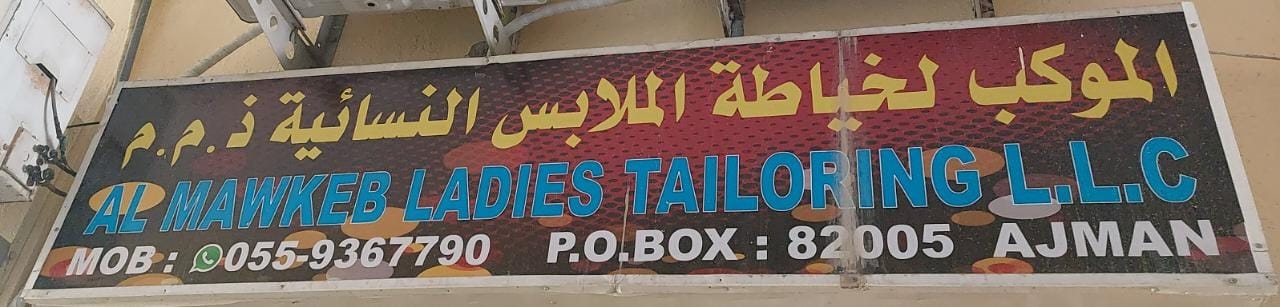 الموكب لخياطة الملابس النسائية ذ.م.م
AL MAWKEB LADIES TAILORING L.L.C
MOB : 055-9367790 P.O.BOX : 82005 AJMAN